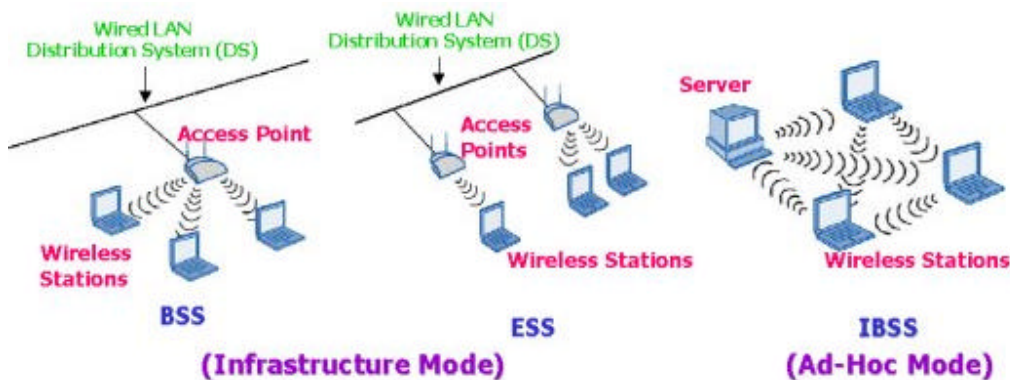 Wired LAN
Distribution System (DS)
Access Point
Wireless
Stations
BSS
Wired LAN
Distribution System (DS)
Access
Points
Wireless Stations
ESS
(Infrastructure Mode)
Server
Wireless Stations
IBSS
(Ad-Hoc Mode)